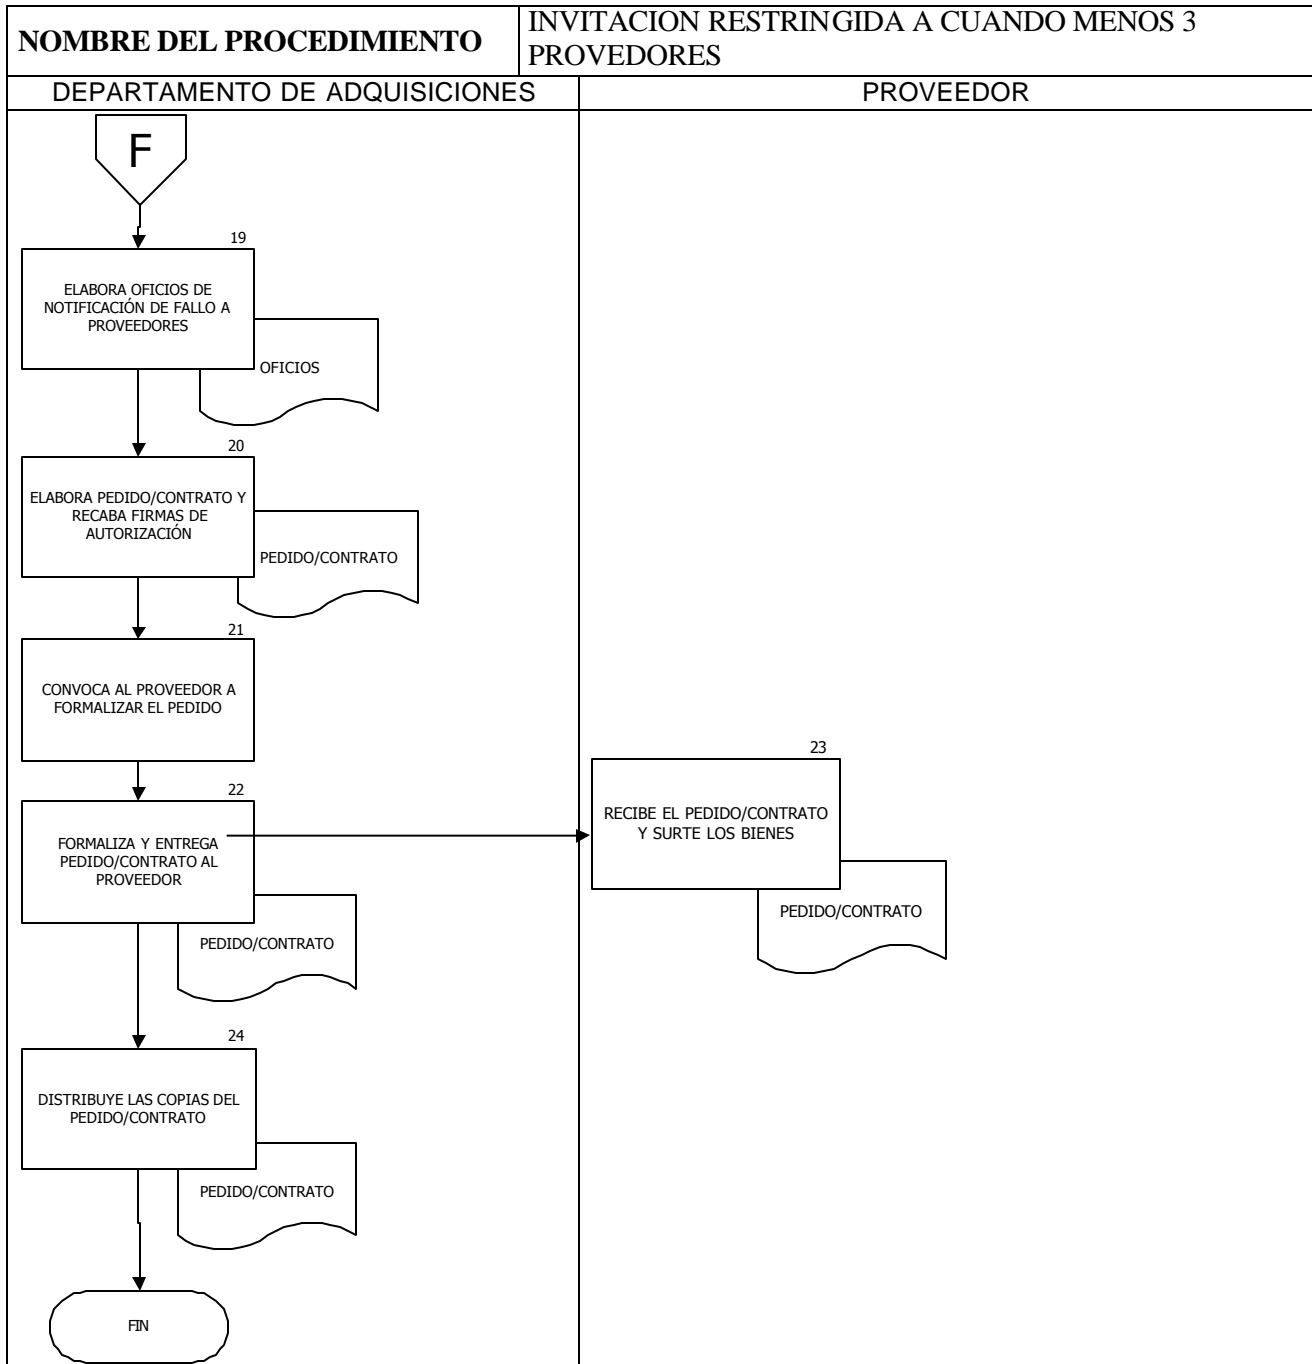 NOMBRE DEL PROCEDIMIENTO
INVITACION RESTRINGIDA A CUANDO MENOS 3
PROVEDORES
DEPARTAMENTO DE ADQUISICIONES
PROVEEDOR
F
19
ELABORA OFICIOS DE
NOTIFICACIÓN DE FALLO A
PROVEEDORES
OFICIOS
20
ELABORA PEDIDO/CONTRATO Y
RECABA FIRMAS DE
AUTORIZACIÓN
PEDIDO/CONTRATO
21
CONVOCA AL PROVEEDOR A
FORMALIZAR EL PEDIDO
22
FORMALIZA Y ENTREGA
PEDIDO/CONTRATO AL
PROVEEDOR
PEDIDO/CONTRATO
23
RECIBE EL PEDIDO/CONTRATO
Y SURTE LOS BIENES
PEDIDO/CONTRATO
24
DISTRIBUYE LAS COPIAS DEL
PEDIDO/CONTRATO
PEDIDO/CONTRATO
FIN